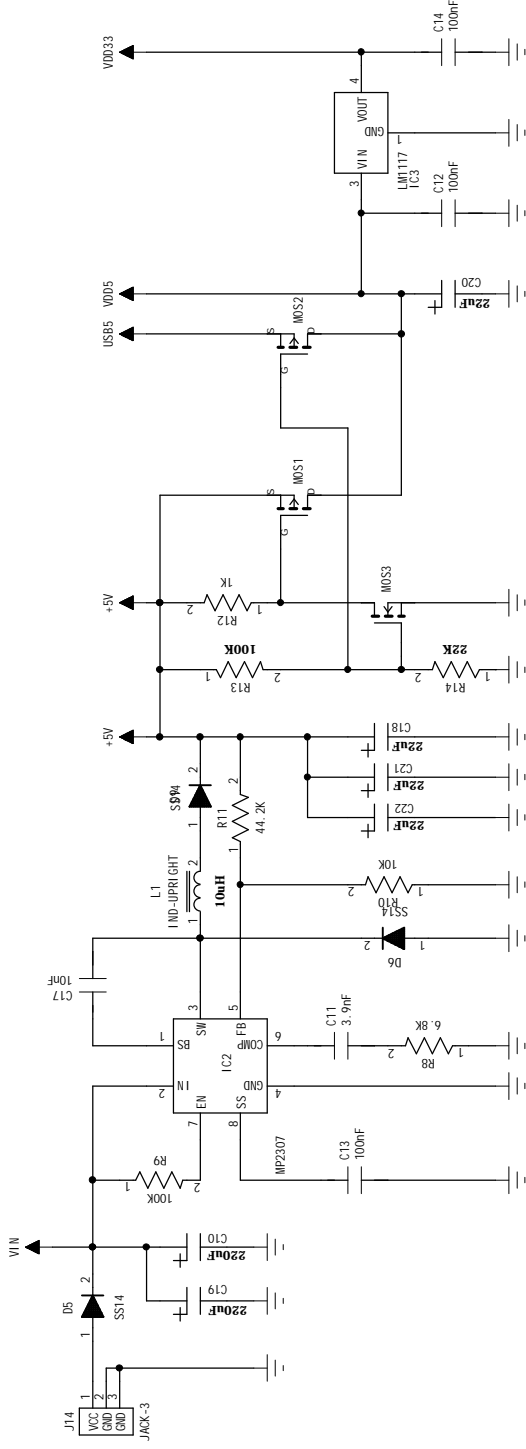 J14
VCC
GND
GND
1
2
3
JACK-3
D5
1
2
SS14
VIN
C19
220uF
C10
220uF
R9
1
2
100K
C17
10nF
IC2
IN
BS
EN
SS
SW
FB
COMP
GND
2
1
7
8
3
5
6
4
MP2307
C13
100nF
C11
3.9nF
R8
6.8K
2
1
L1
IND-UPRIGHT
1
2
10uH
D6
2
1
SS14
R10
10K
2
1
1
2
R11
44.2K
1
2
C22
22uF
C21
22uF
C18
22uF
+5V
R13
100K
1
2
R14
22K
2
1
+5V
R12
1K
2
1
MOS3
MOS1
G
S
D
MOS2
G
S
D
USB5
VDD5
C20
22uF
C12
100nF
LM1117
IC3
VIN
VOUT
GND
3
4
1
VDD33
C14
100nF